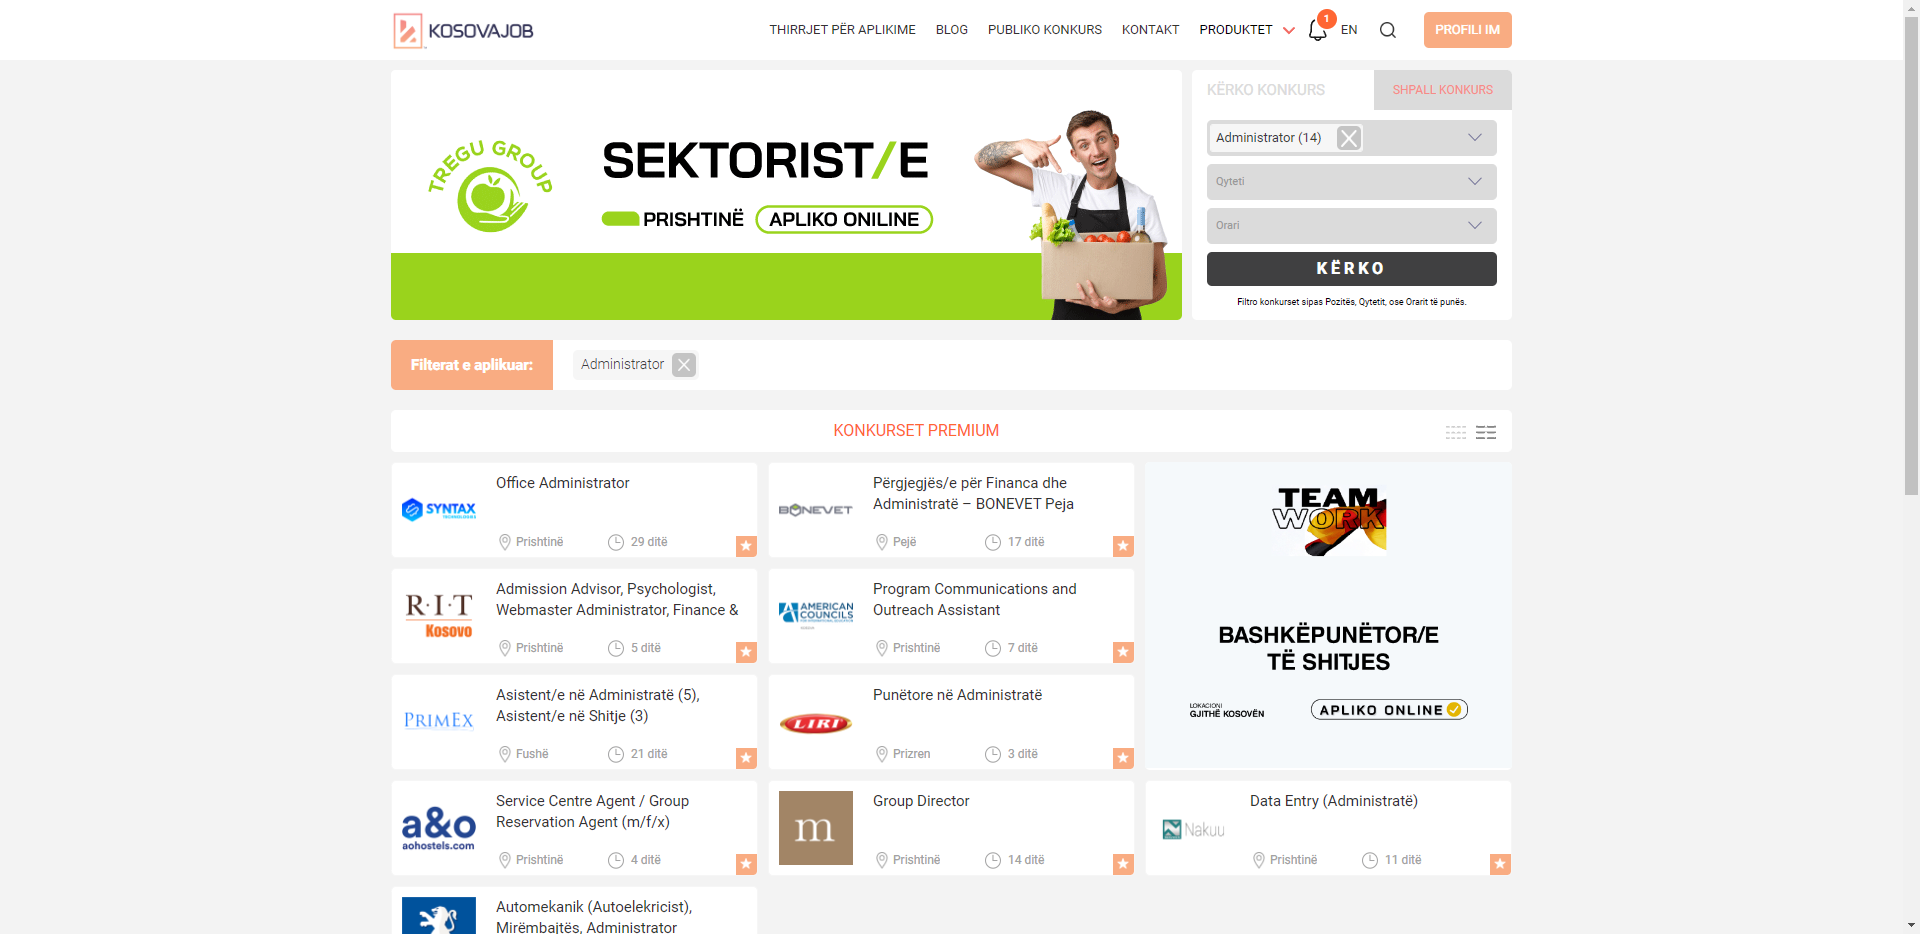 KOSOVAJOB
THIRRJET PËR APLIKIME
BLOG
PUBLIKO KONKURS
KONTAKT
PRODUKTET
1
EN
PROFILI IM
TREGU GROUP
SEKTORIST/E
PRISHTINË
APLIKO ONILINE
KËRKO KONKURS
SHPALL KONKURS
Administrator (14)
Qyteti
Orari
KËRKO
Filtro konkurset sipas Pozitës, Qytetit, ose Orarit të punës.
Filterat e aplikuar:
Administrator
KONKURSET PREMIUM
SYNTAX
Office Administrator
Prishtinë
29 ditë
BONEVET
Përgjegjës/e për Financa dhe
Administratë – BONEVET Peja
Pejë
17 ditë
TEAM
WORK
BASHKËPUNËTOR/E
TË SHITJES
LOKACIONI
GJITHË KOSOVËN
APLIKO ONLINE
R·I·T
Kosovo
Admission Advisor, Psychologist,
Webmaster Administrator, Finance &
Prishtinë
5 ditë
AMERICAN
COUNCILS
Program Communications and
Outreach Assistant
Prishtinë
7 ditë
PRIMEX
Asistent/e në Administratë (5),
Asistent/e në Shitje (3)
Fushë
21 ditë
LIRI
Punëtore në Administratë
Prizren
3 ditë
a&o
aohostels.com
Service Centre Agent / Group
Reservation Agent (m/f/x)
Prishtinë
4 ditë
m
Group Director
Prishtinë
14 ditë
Nakuu
Data Entry (Administratë)
Prishtinë
11 ditë
Automekanik (Autoelekricist),
Mirëmbajtës, Administrator